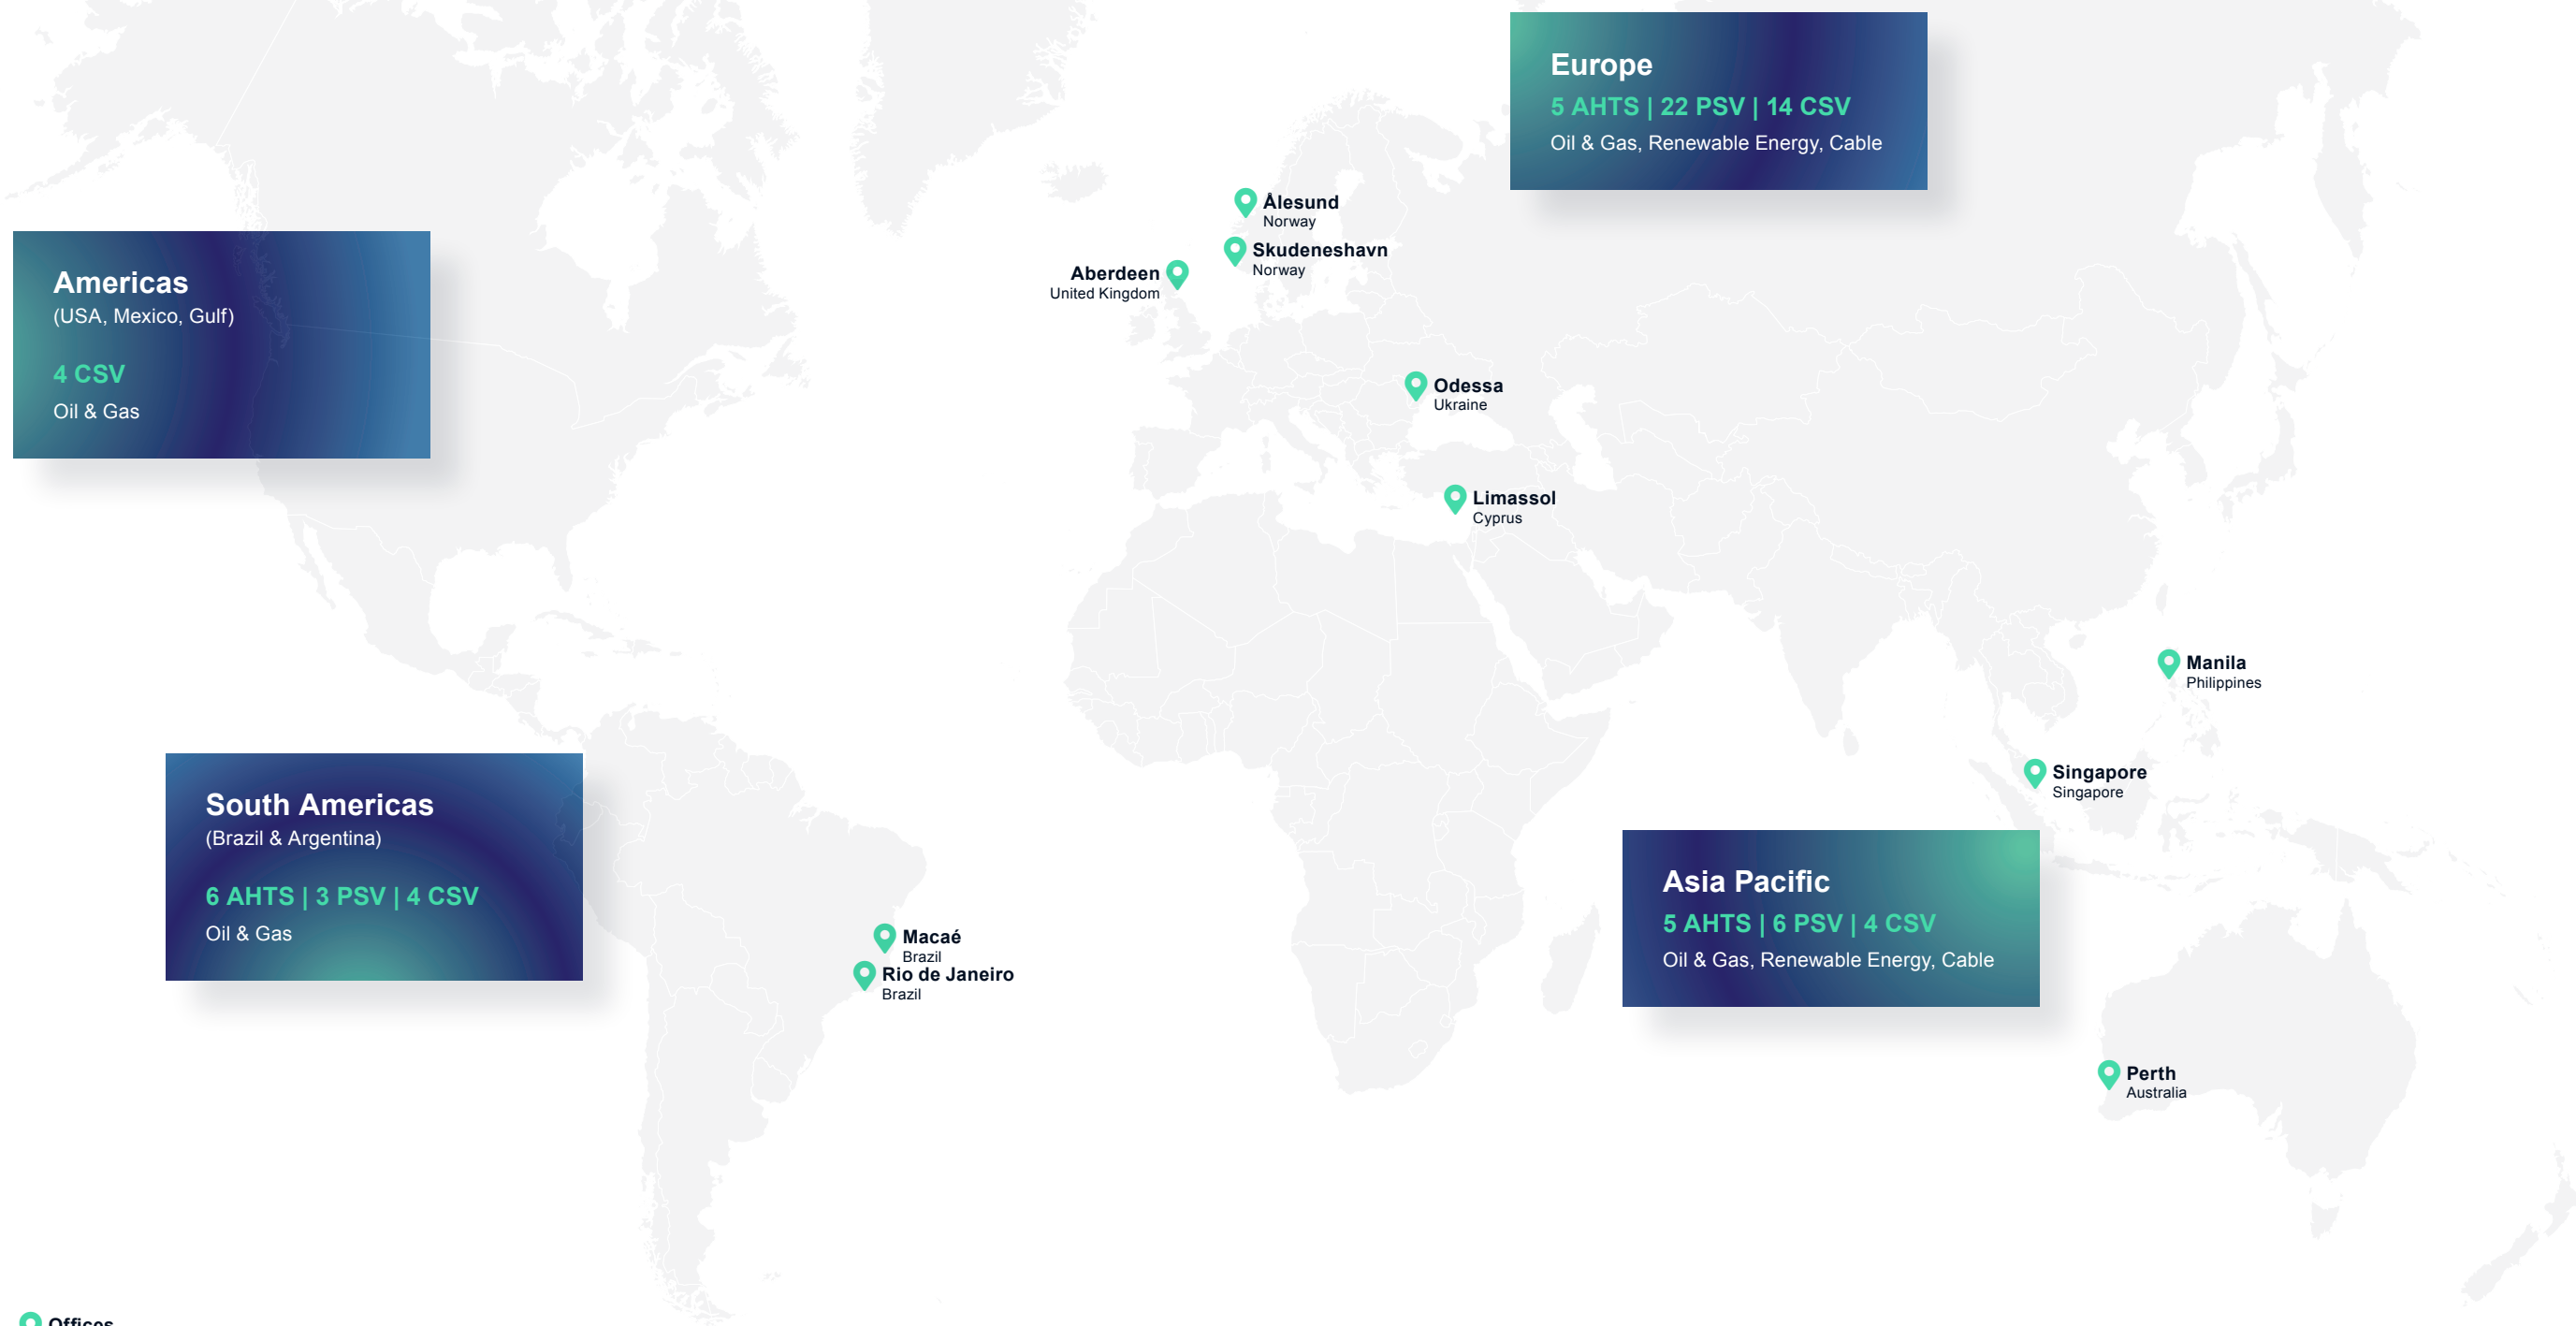 Europe
5 AHTS | 22 PSV | 14 CSV
Oil & Gas, Renewable Energy, Cable
Ålesund
Norway
Skudeneshavn
Norway
Aberdeen
United Kingdom
Americas
(USA, Mexico, Gulf)
4 CSV
Oil & Gas
Odessa
Ukraine
Limassol
Cyprus
Manila
Philippines
Singapore
Singapore
South Americas
(Brazil & Argentina)
6 AHTS | 3 PSV | 4 CSV
Oil & Gas
Asia Pacific
5 AHTS | 6 PSV | 4 CSV
Oil & Gas, Renewable Energy, Cable
Macaé
Brazil
Rio de Janeiro
Brazil
Perth
Australia
Offices